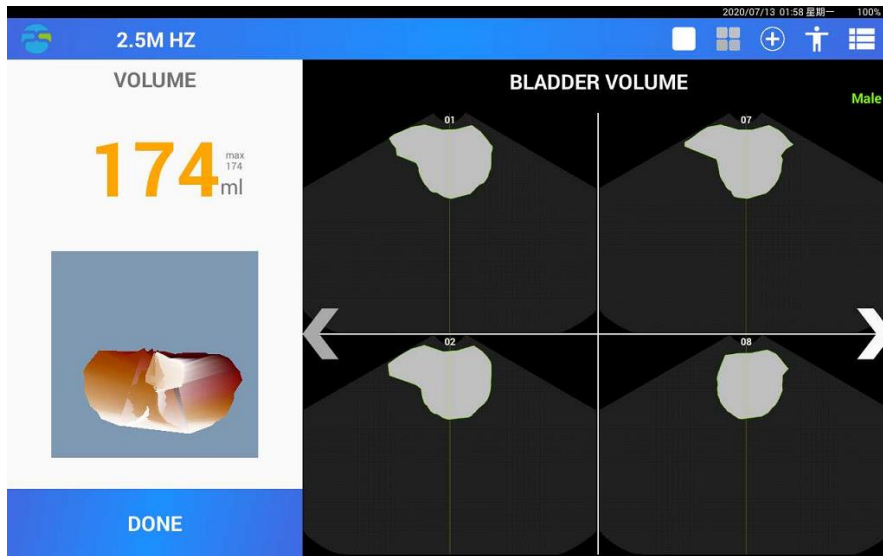 2020/07/13 01:58 星期一 100%
2.5M HZ
VOLUME
174
max
174
ml
DONE
BLADDER VOLUME
Male
01
07
02
08